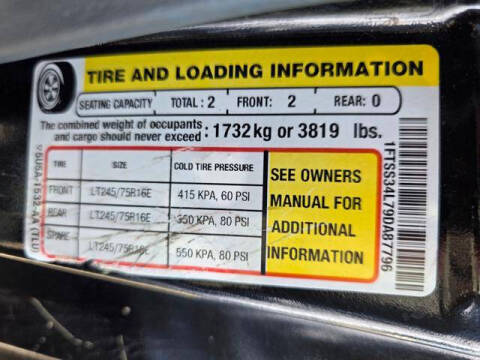 TIRE AND LOADING INFORMATION
SEATING CAPACITY TOTAL: 2 FRONT: 2 REAR: 0
The combined weight of occupants and cargo should never exceed: 1732 kg or 3819 lbs.
TIRE SIZE COLD TIRE PRESSURE
FRONT LT245/75R16E 415 KPA, 60 PSI
REAR LT245/75R16E 550 KPA, 80 PSI
SPARE LT245/75R16E 550 KPA, 80 PSI
SEE OWNERS
MANUAL FOR
ADDITIONAL
INFORMATION
1FTSS34L79DA87796